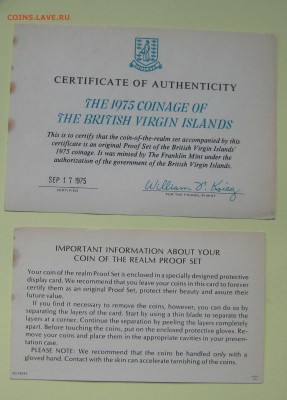 COINS.LAVE.RU
CERTIFICATE OF AUTHENTICITY
THE 1975 COINAGE OF
THE BRITISH VIRGIN ISLANDS
This is to certify that the coin-of-the-realm set accompanied by this
certificate is an original Proof Set of the British Virgin Islands'
1975 coinage. It was minted by The Franklin Mint under the
authorization of the government of the British Virgin Islands.
SEP 17 1975
CERTIFIED
FOR THE FRANKLIN MINT
IMPORTANT INFORMATION ABOUT YOUR
COIN OF THE REALM PROOF SET
Your coin of the realm Proof Set is enclosed in a specially designed protective
display card. We recommend that you leave your coins in this card to forever
certify them as an original Proof Set, protect their beauty and assure their
future value.
If you find it necessary to remove the coins, however, you can do so by
separating the layers of the card. Start by using a thin blade to separate the
layers at a corner. Continue the separation by peeling the layers completely
apart. Before touching the coins, put on the enclosed protective gloves. Re-
move your coins and place them in the appropriate cavities in your presen-
tation case.
PLEASE NOTE: We recommend that the coins be handled only with a
gloved hand. Contact with the skin can accelerate tarnishing of the coins.